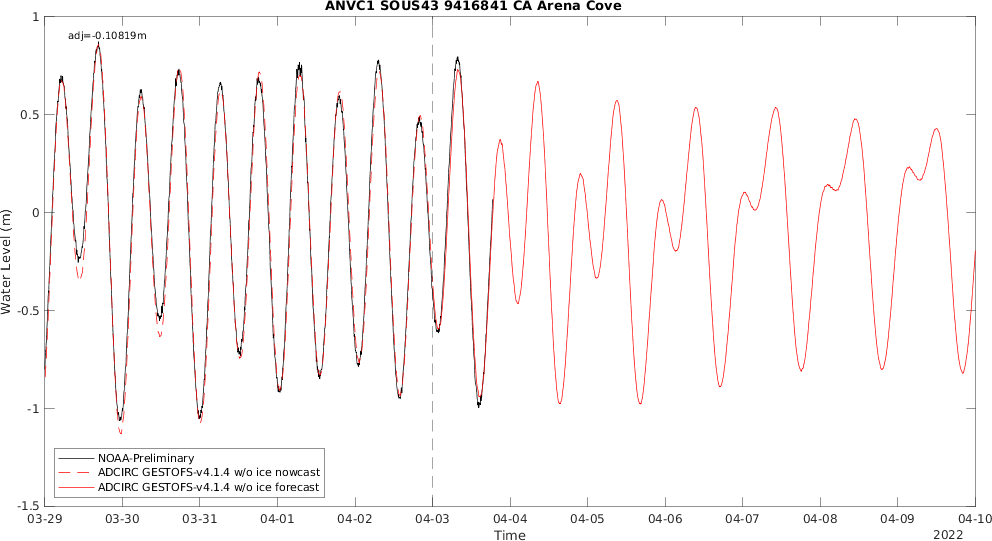 ANVC1 SOUS43 9416841 CA Arena Cove
adj=-0.10819m
1
0.5
0
-0.5
-1
-1.5
Water Level (m)
NOAA-Preliminary
ADCIRC GESTOFS-v4.1.4 w/o ice nowcast
ADCIRC GESTOFS-v4.1.4 w/o ice forecast
03-29 03-30 03-31 04-01 04-02 04-03 04-04 04-05 04-06 04-07 04-08 04-09 04-10
Time
2022